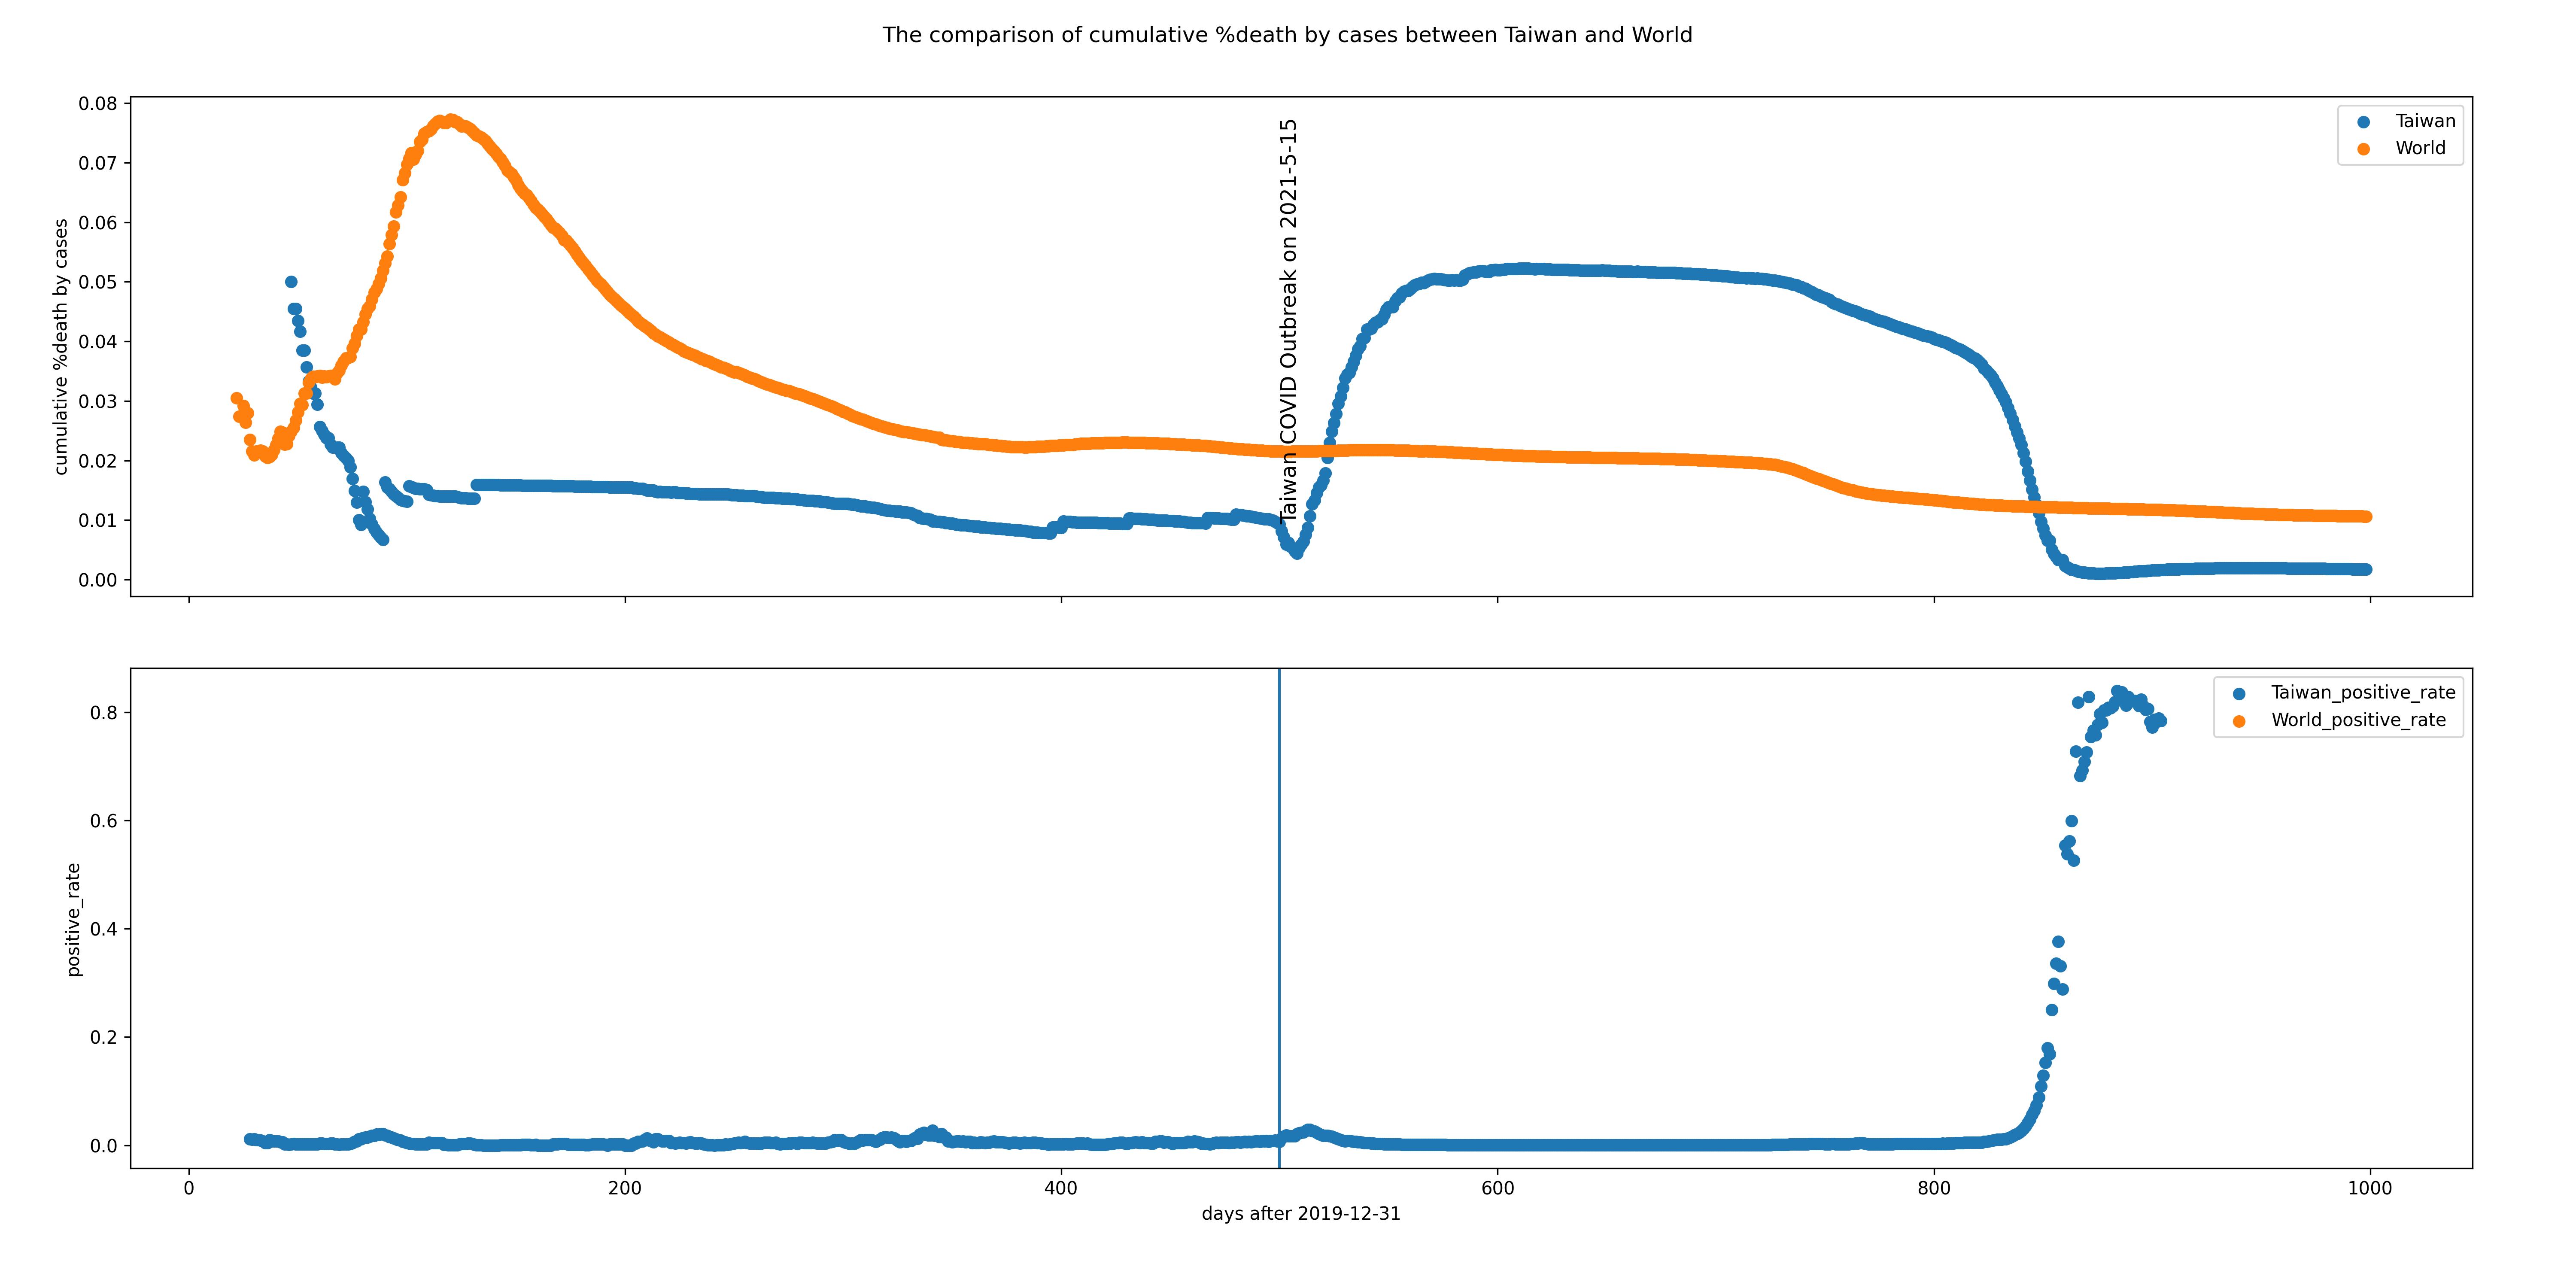 The comparison of cumulative %death by cases between Taiwan and World
cumulative %death by cases
0.08
0.07
0.06
0.05
0.04
0.03
0.02
0.01
0.00
Taiwan COVID Outbreak on 2021-5-15
Taiwan
World
positive_rate
0.8
0.6
0.4
0.2
0.0
Taiwan_positive_rate
World_positive_rate
0 200 400 600 800 1000
days after 2019-12-31